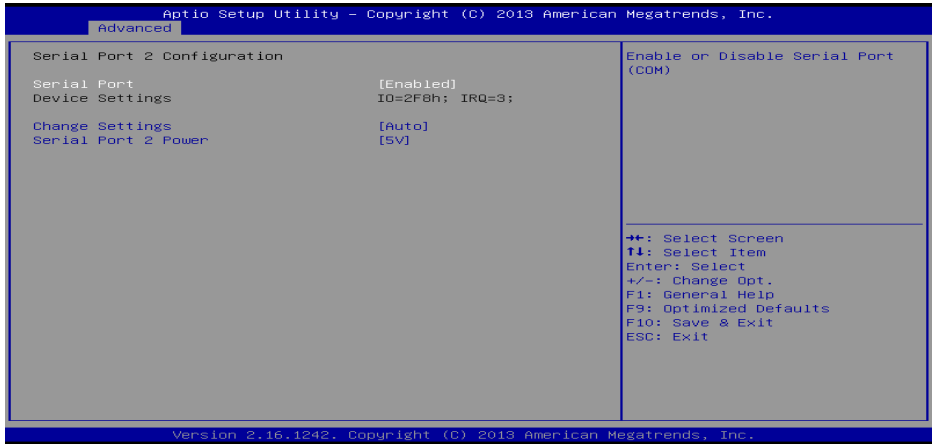 Aptio Setup Utility – Copyright (C) 2013 American Megatrends, Inc.
Advanced
Serial Port 2 Configuration
Serial Port [Enabled]
Device Settings IO=2F8h; IRQ=3;
Change Settings [Auto]
Serial Port 2 Power [5V]
Enable or Disable Serial Port
(COM)
→←: Select Screen
↑↓: Select Item
Enter: Select
+/-: Change Opt.
F1: General Help
F9: Optimized Defaults
F10: Save & Exit
ESC: Exit
Version 2.16.1242. Copyright (C) 2013 American Megatrends, Inc.